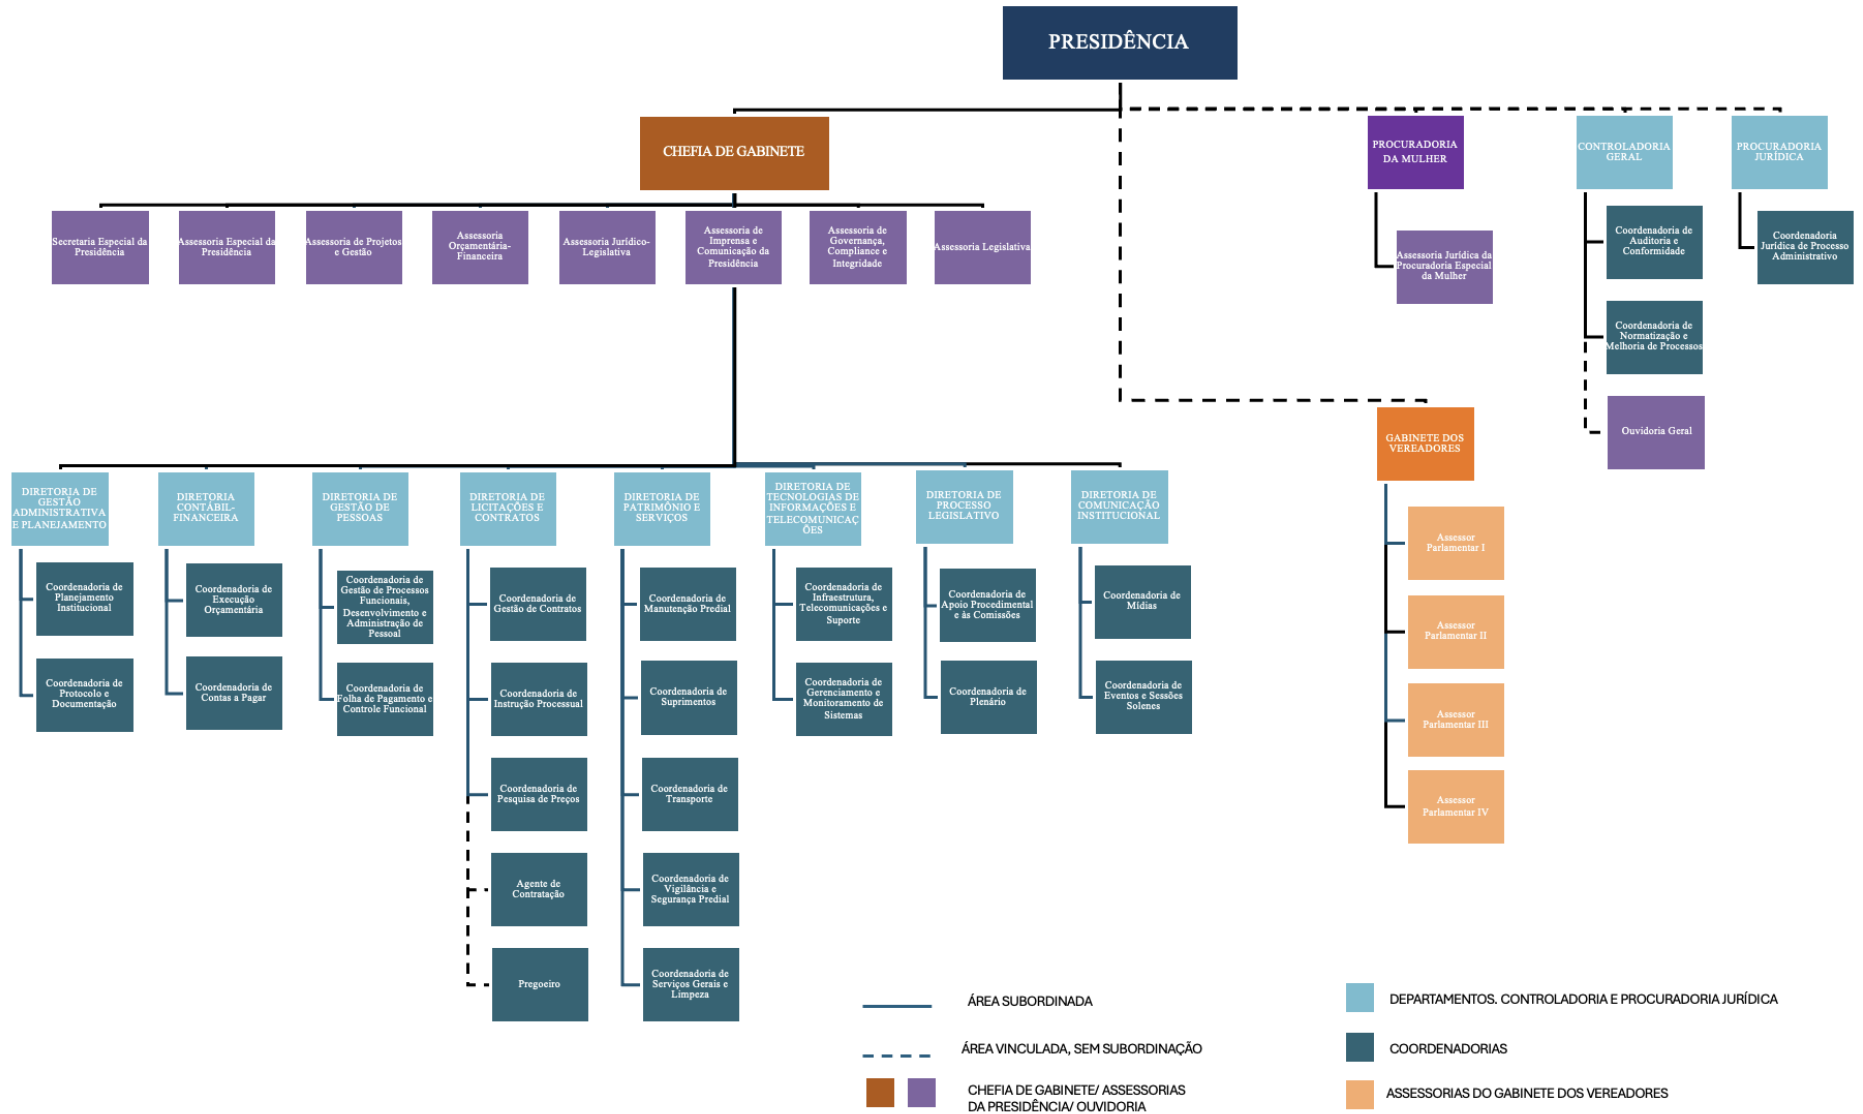 PRESIDÊNCIA
CHEFIA DE GABINETE
PROCURADORIA
DA MULHER
CONTROLADORIA
GERAL
PROCURADORIA
JURÍDICA
Secretaria Especial da
Presidência
Assessoria Especial da
Presidência
Assessoria de Projetos
e Gestão
Assessoria
Orçamentária-
Financeira
Assessoria Jurídico-
Legislativa
Assessoria de
Imprensa e
Comunicação da
Presidência
Assessoria de
Governança,
Compliance e
Integridade
Assessoria Legislativa
Assessoria Jurídica da
Procuradoria Especial
da Mulher
Coordenadoria de
Auditoria e
Conformidade
Coordenadoria
Jurídica de Processo
Administrativo
Coordenadoria de
Normatização e
Melhoria de Processos
Ouvidoria Geral
GABINETE DOS
VEREADORES
Assessor
Parlamentar I
Assessor
Parlamentar II
Assessor
Parlamentar III
Assessor
Parlamentar IV
DIRETORIA DE
GESTÃO
ADMINISTRATIVA
E PLANEJAMENTO
Coordenadoria de
Planejamento
Institucional
Coordenadoria de
Protocolo e
Documentação
DIRETORIA
CONTÁBIL-
FINANCEIRA
Coordenadoria de
Execução
Orçamentária
Coordenadoria de
Contas a Pagar
DIRETORIA DE
GESTÃO DE
PESSOAS
Coordenadoria de
Gestão de Processos
Funcionais,
Desenvolvimento e
Administração de
Pessoal
Coordenadoria de
Folha de Pagamento e
Controle Funcional
DIRETORIA DE
LICITAÇÕES E
CONTRATOS
Coordenadoria de
Gestão de Contratos
Coordenadoria de
Instrução Processual
Coordenadoria de
Pesquisa de Preços
Agente de
Contratação
Pregoeiro
DIRETORIA DE
PATRIMÔNIO E
SERVIÇOS
Coordenadoria de
Manutenção Predial
Coordenadoria de
Suprimentos
Coordenadoria de
Transporte
Coordenadoria de
Vigilância e
Segurança Predial
Coordenadoria de
Serviços Gerais e
Limpeza
DIRETORIA DE
TECNOLOGIAS DE
INFORMAÇÕES E
TELECOMUNICAÇ
ÕES
Coordenadoria de
Infraestrutura,
Telecomunicações e
Suporte
Coordenadoria de
Gerenciamento e
Monitoramento de
Sistemas
DIRETORIA DE
PROCESSO
LEGISLATIVO
Coordenadoria de
Apoio Procedimental
e às Comissões
Coordenadoria de
Plenário
DIRETORIA DE
COMUNICAÇÃO
INSTITUCIONAL
Coordenadoria de
Mídias
Coordenadoria de
Eventos e Sessões
Solenes
ÁREA SUBORDINADA
ÁREA VINCULADA, SEM SUBORDINAÇÃO
CHEFIA DE GABINETE/ ASSESSORIAS
DA PRESIDÊNCIA/ OUVIDORIA
DEPARTAMENTOS. CONTROLADORIA E PROCURADORIA JURÍDICA
COORDENADORIAS
ASSESSORIAS DO GABINETE DOS VEREADORES